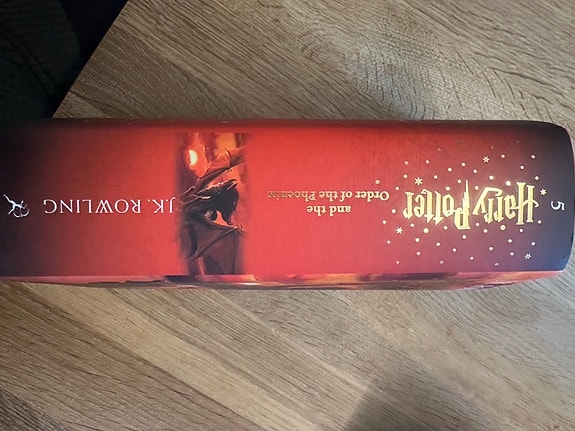 5
Harry Potter
and the
Order of the Phoenix
J.K. ROWLING